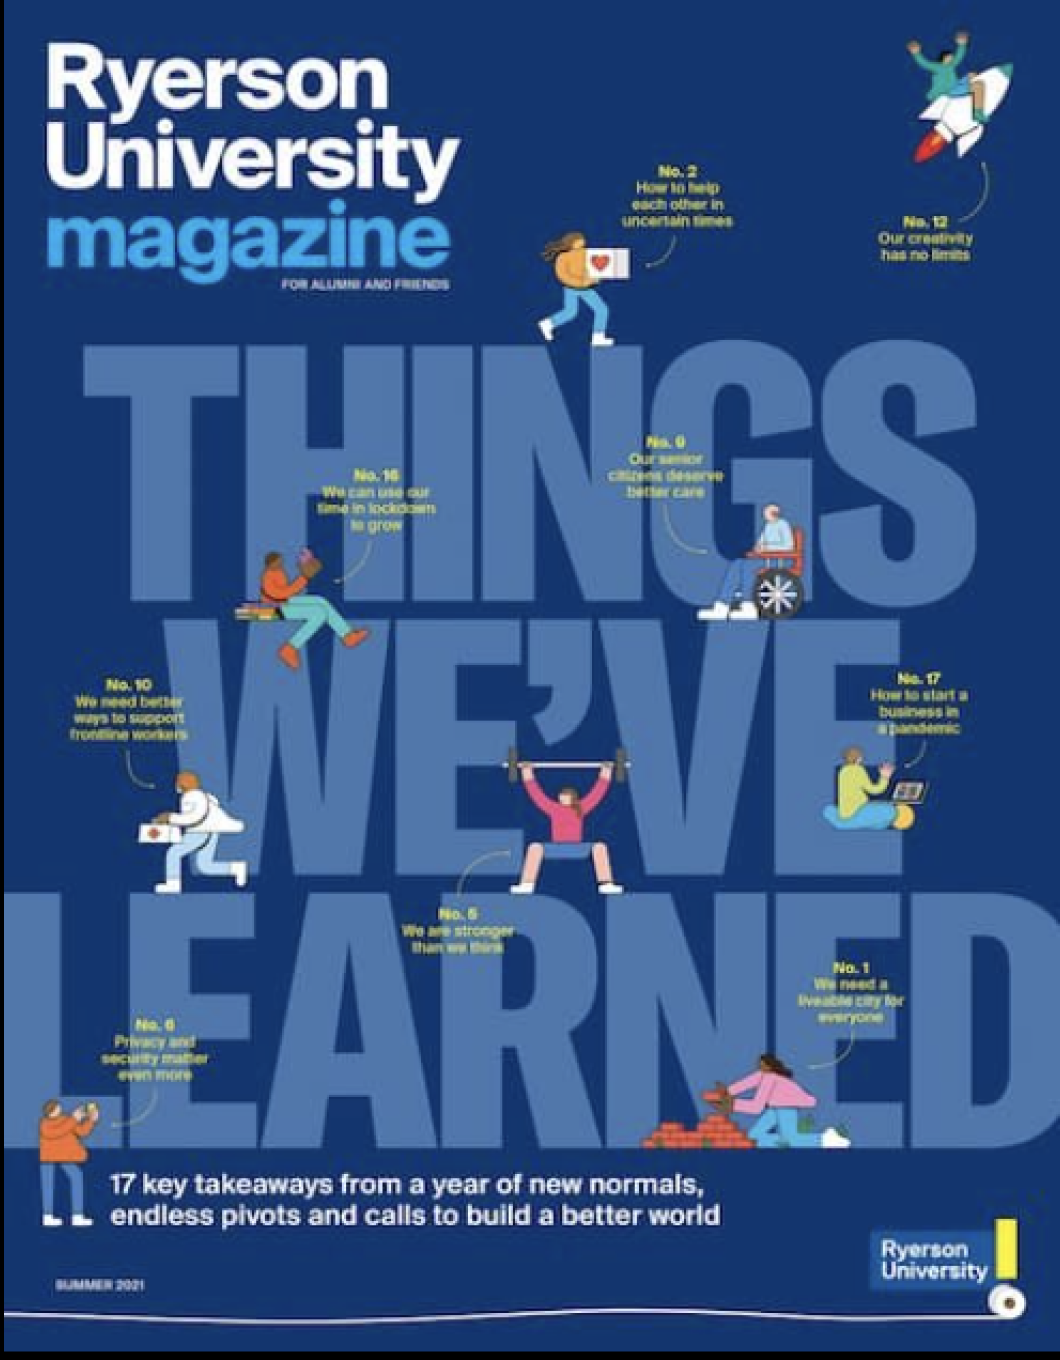 Ryerson
University
magazine
FOR ALUMNI AND FRIENDS
No. 2
How to help
each other in
uncertain times
No. 12
Our creativity
has no limits
THINGS
No. 16
We can use our
time in lockdown
to grow
No. 9
Our senior
citizens deserve
better care
WE'VE
No. 10
We need better
ways to support
frontline workers
No. 17
How to start a
business in
a pandemic
No. 5
We are stronger
than we think
LEARNED
No. 1
We need a
liveable city for
everyone
No. 6
Privacy and
security matter
even more
17 key takeaways from a year of new normals,
endless pivots and calls to build a better world
SUMMER 2021
Ryerson
University